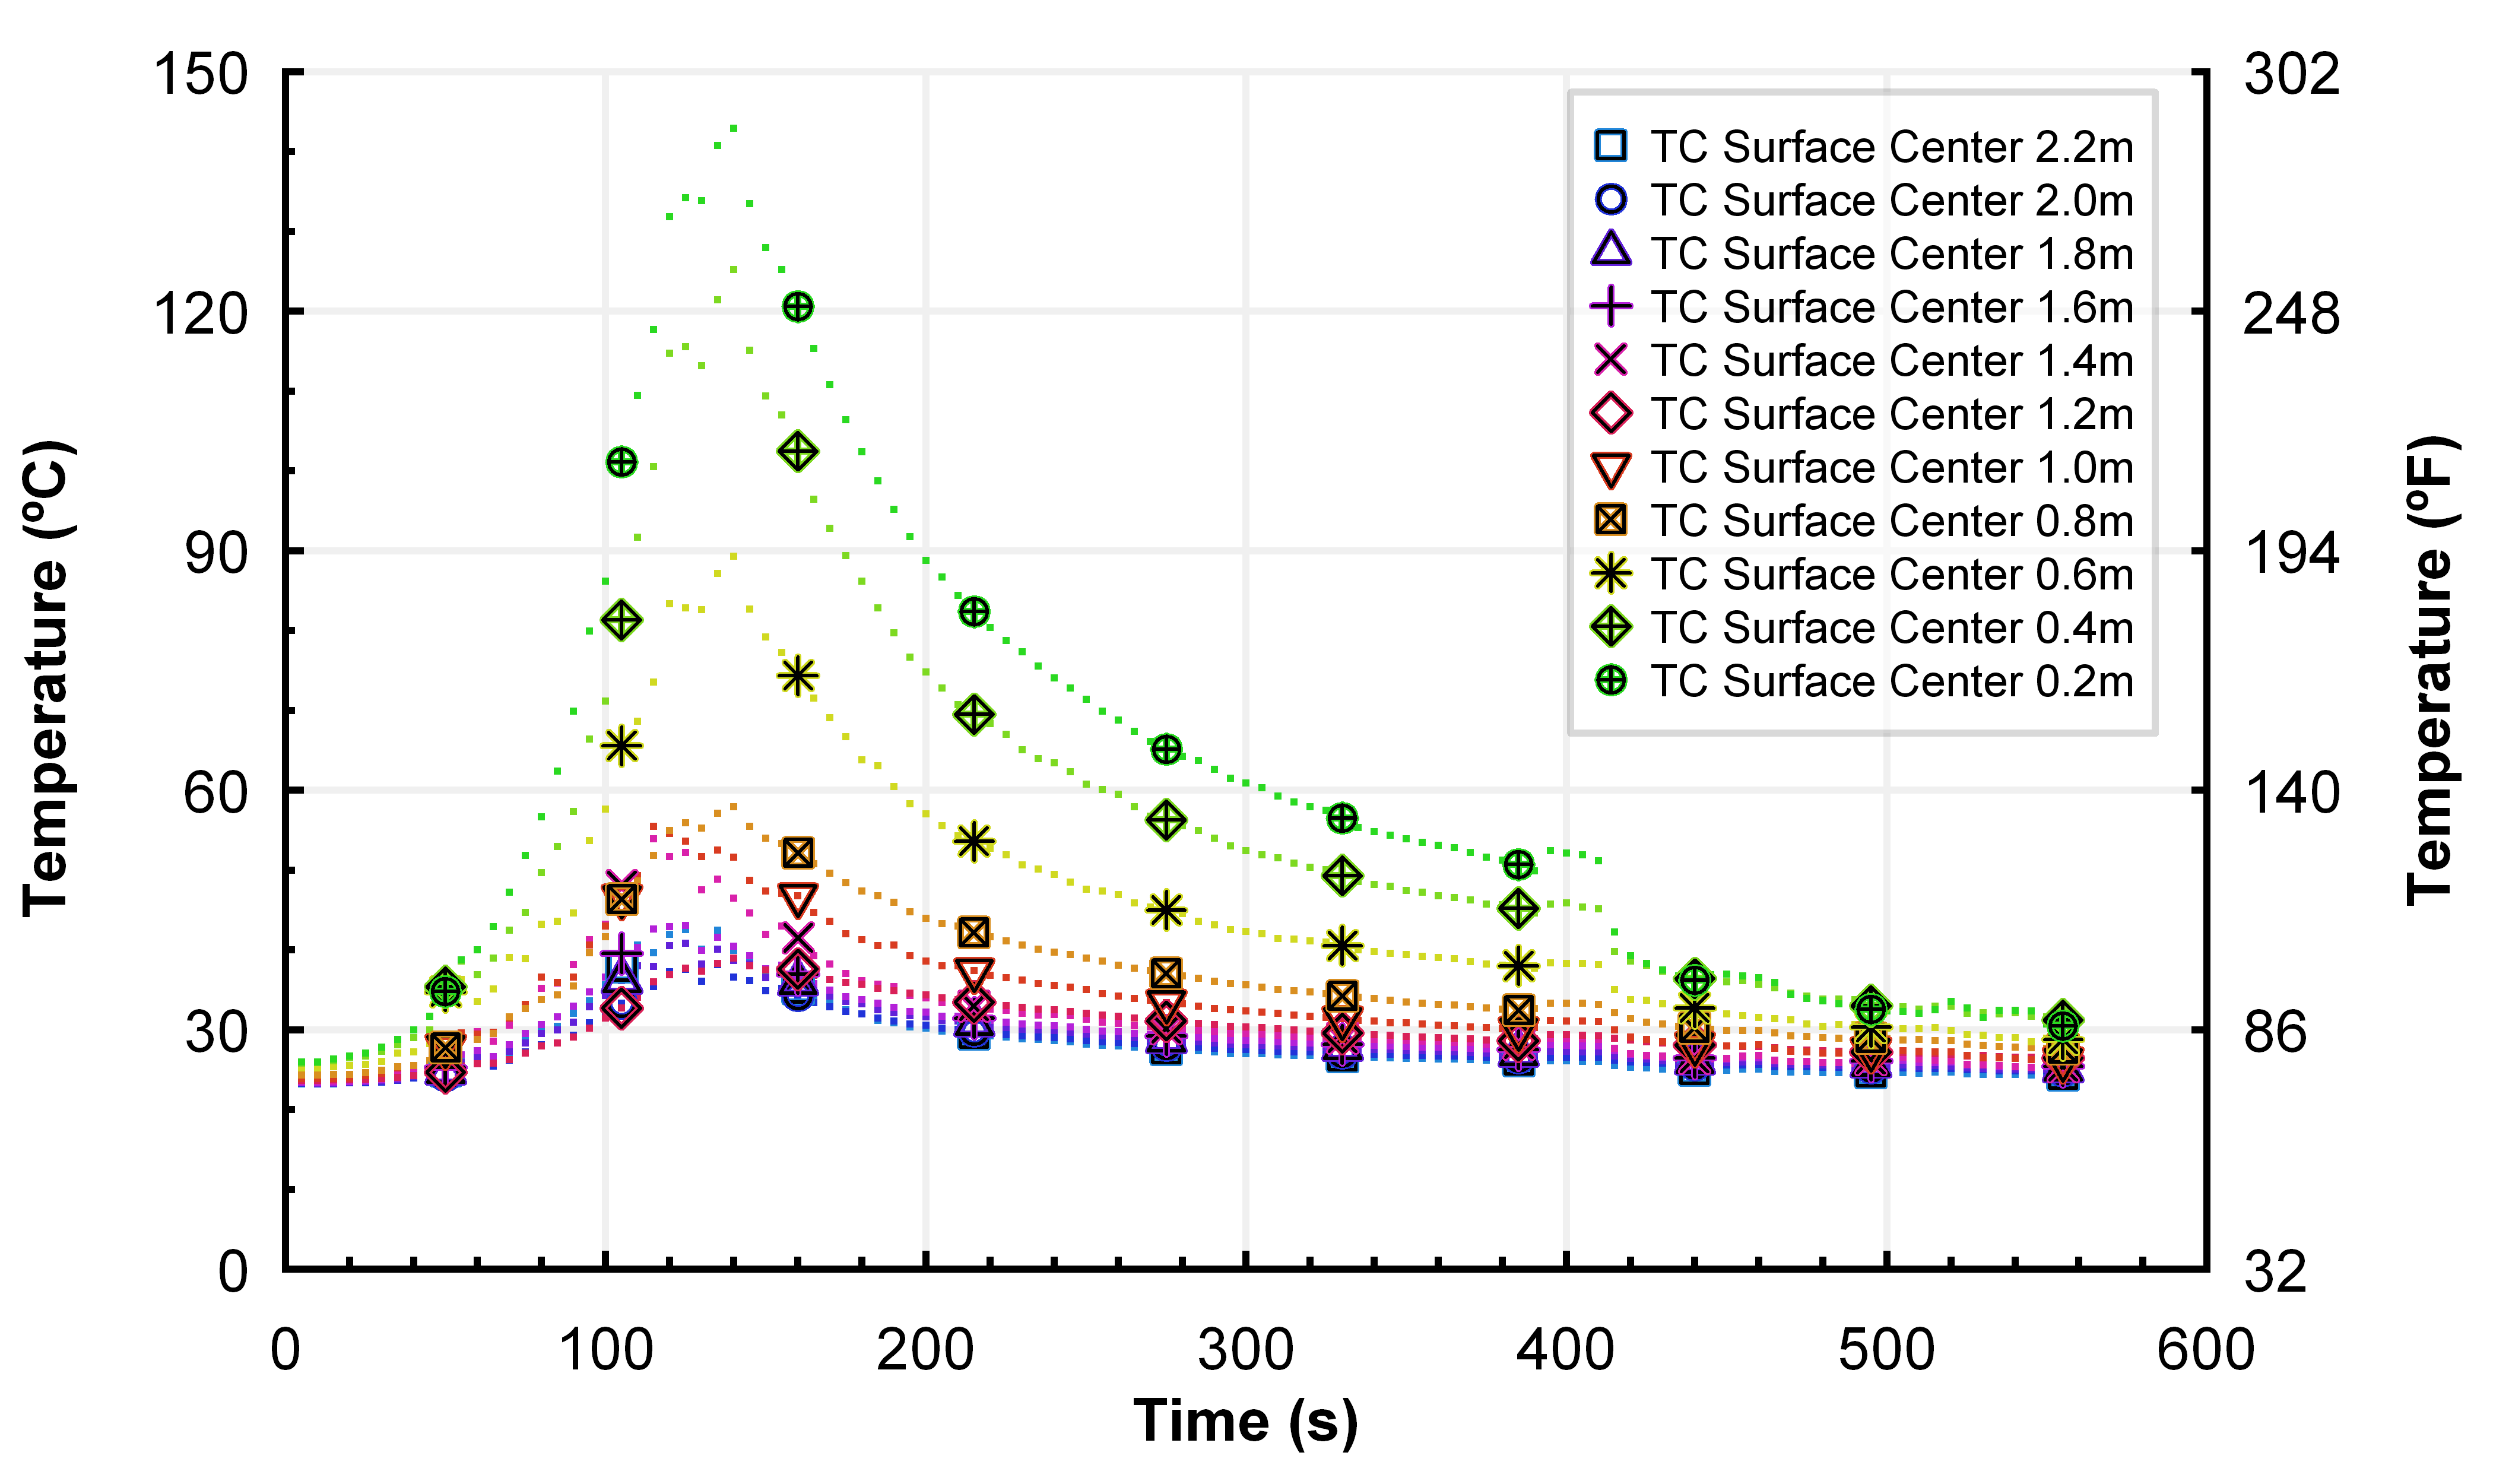 150
120
90
60
30
0
Temperature (ºC)
302
248
194
140
86
32
Temperature (ºF)
TC Surface Center 2.2m
TC Surface Center 2.0m
TC Surface Center 1.8m
TC Surface Center 1.6m
TC Surface Center 1.4m
TC Surface Center 1.2m
TC Surface Center 1.0m
TC Surface Center 0.8m
TC Surface Center 0.6m
TC Surface Center 0.4m
TC Surface Center 0.2m
0 100 200 300 400 500 600
Time (s)